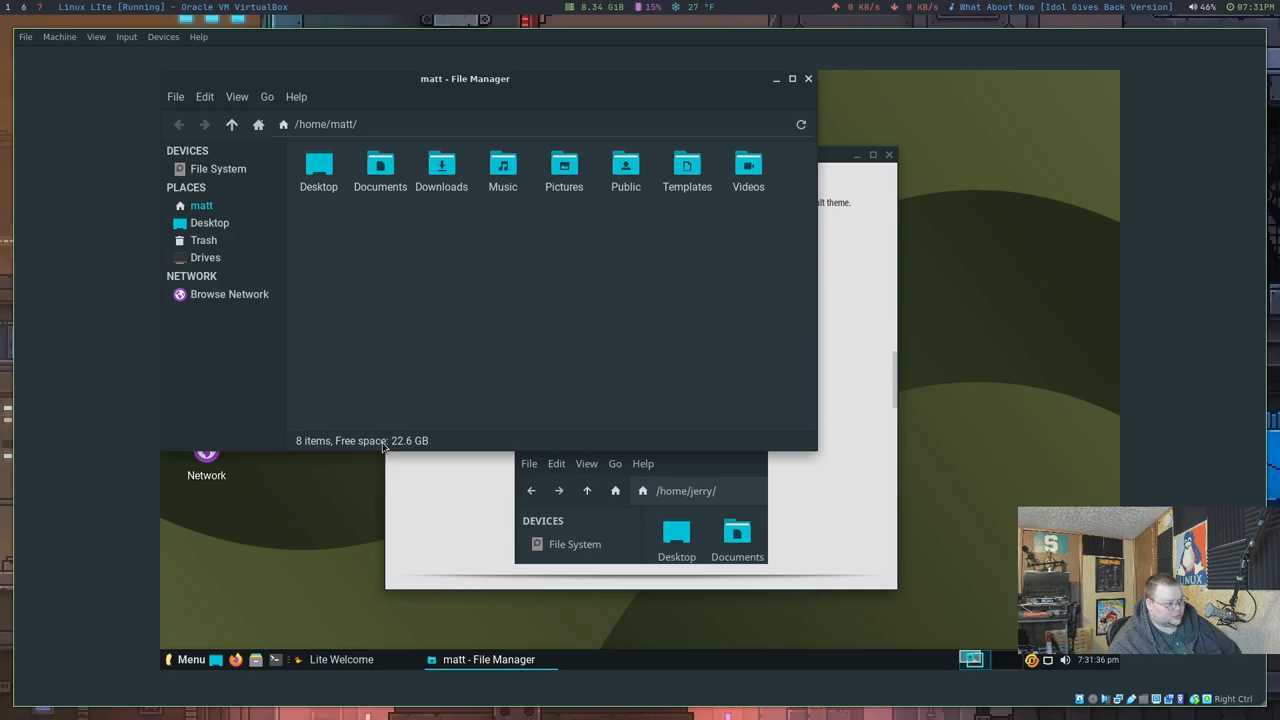 1 6 7 Linux LIte [Running] - Oracle VM VirtualBox 8.34 GiB 15% 27 °F 0 KB/s 0 KB/s What About Now [Idol Gives Back Version] 46% 07:31PM
File Machine View Input Devices Help
matt - File Manager
File Edit View Go Help
/home/matt/
DEVICES
File System
PLACES
matt
Desktop
Trash
Drives
NETWORK
Browse Network
Desktop Documents Downloads Music Pictures Public Templates Videos
ult theme.
8 items, Free space: 22.6 GB
Network
File Edit View Go Help
/home/jerry/
DEVICES
File System
Desktop Documents
S
LINUX
Menu Lite Welcome matt - File Manager 7:31:36 pm
Right Ctrl